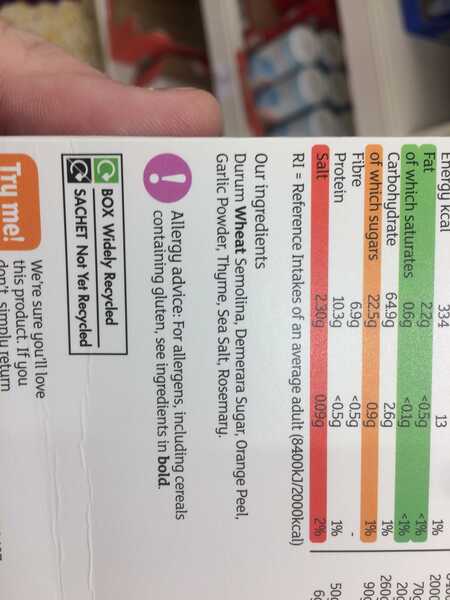 Energy kcal 334 13 1%
Fat 2.2g <0.5g <1%
of which saturates 0.6g <0.1g <1%
Carbohydrate 64.9g 2.6g 1%
of which sugars 22.5g 0.9g 1%
Fibre 6.9g <0.5g -
Protein 10.3g <0.5g 1%
Salt 2.30g 0.09g 2%
RI = Reference Intakes of an average adult (8400kJ/2000kcal)
Our ingredients
Durum Wheat Semolina, Demerara Sugar, Orange Peel,
Garlic Powder, Thyme, Sea Salt, Rosemary.
! Allergy advice: For allergens, including cereals
containing gluten, see ingredients in bold.
BOX Widely Recycled
SACHET Not Yet Recycled
Try me!
We're sure you'll love
this product. If you
don't, simply return